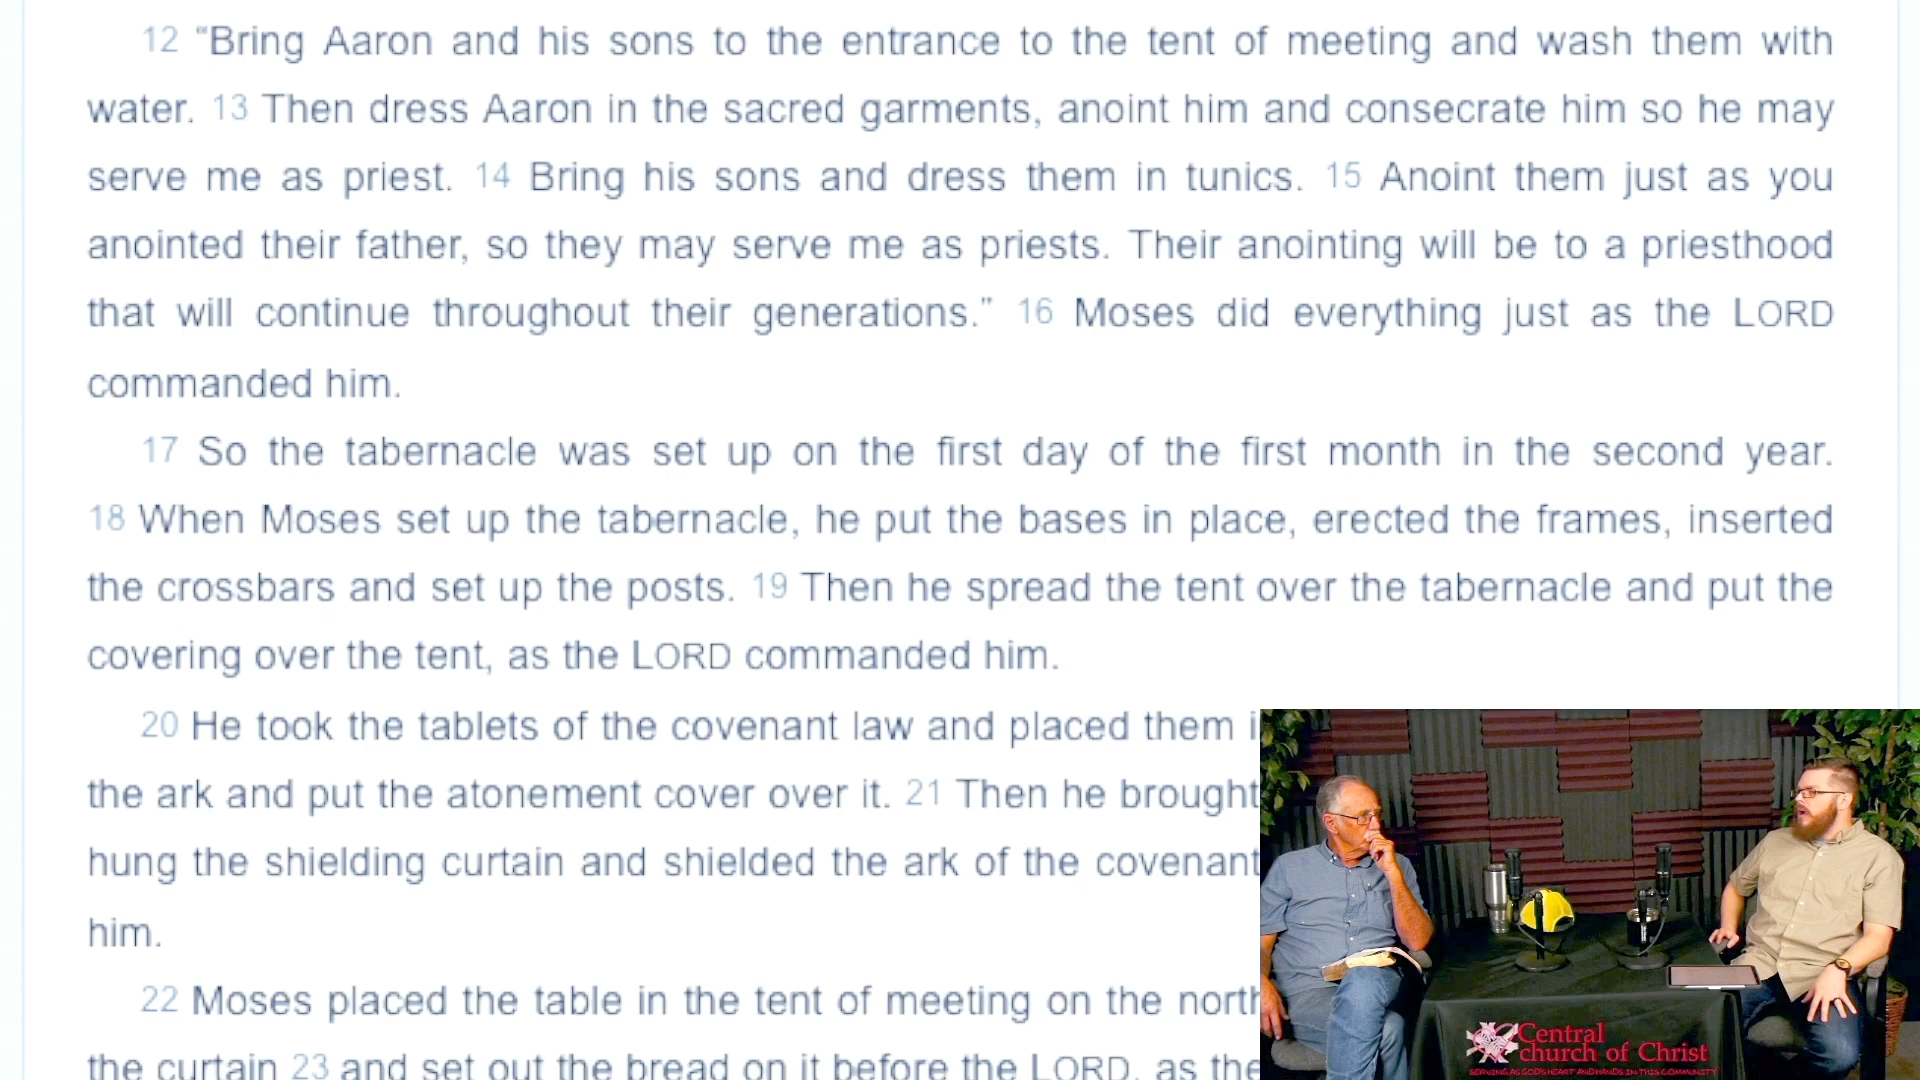 12 “Bring Aaron and his sons to the entrance to the tent of meeting and wash them with
water. 13 Then dress Aaron in the sacred garments, anoint him and consecrate him so he may
serve me as priest. 14 Bring his sons and dress them in tunics. 15 Anoint them just as you
anointed their father, so they may serve me as priests. Their anointing will be to a priesthood
that will continue throughout their generations.” 16 Moses did everything just as the LORD
commanded him.
17 So the tabernacle was set up on the first day of the first month in the second year.
18 When Moses set up the tabernacle, he put the bases in place, erected the frames, inserted
the crossbars and set up the posts. 19 Then he spread the tent over the tabernacle and put the
covering over the tent, as the LORD commanded him.
20 He took the tablets of the covenant law and placed them i
the ark and put the atonement cover over it. 21 Then he brought
hung the shielding curtain and shielded the ark of the covenant
him.
22 Moses placed the table in the tent of meeting on the north
the curtain 23 and set out the bread on it before the LORD, as the
Central
church of Christ
SERVING AS GOD'S HEART AND HANDS IN THIS COMMUNITY